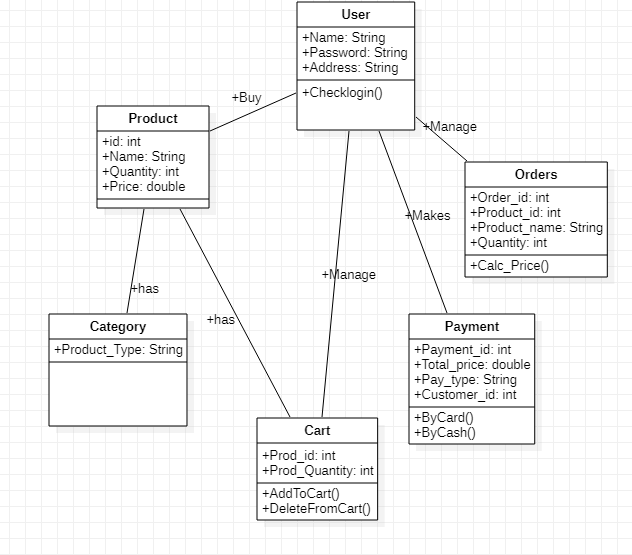 User
+Name: String
+Password: String
+Address: String
+Checklogin()
+Buy
+Manage
Product
+id: int
+Name: String
+Quantity: int
+Price: double
Orders
+Order_id: int
+Product_id: int
+Product_name: String
+Quantity: int
+Calc_Price()
+Makes
+Manage
+has
+has
Category
+Product_Type: String
Payment
+Payment_id: int
+Total_price: double
+Pay_type: String
+Customer_id: int
+ByCard()
+ByCash()
Cart
+Prod_id: int
+Prod_Quantity: int
+AddToCart()
+DeleteFromCart()